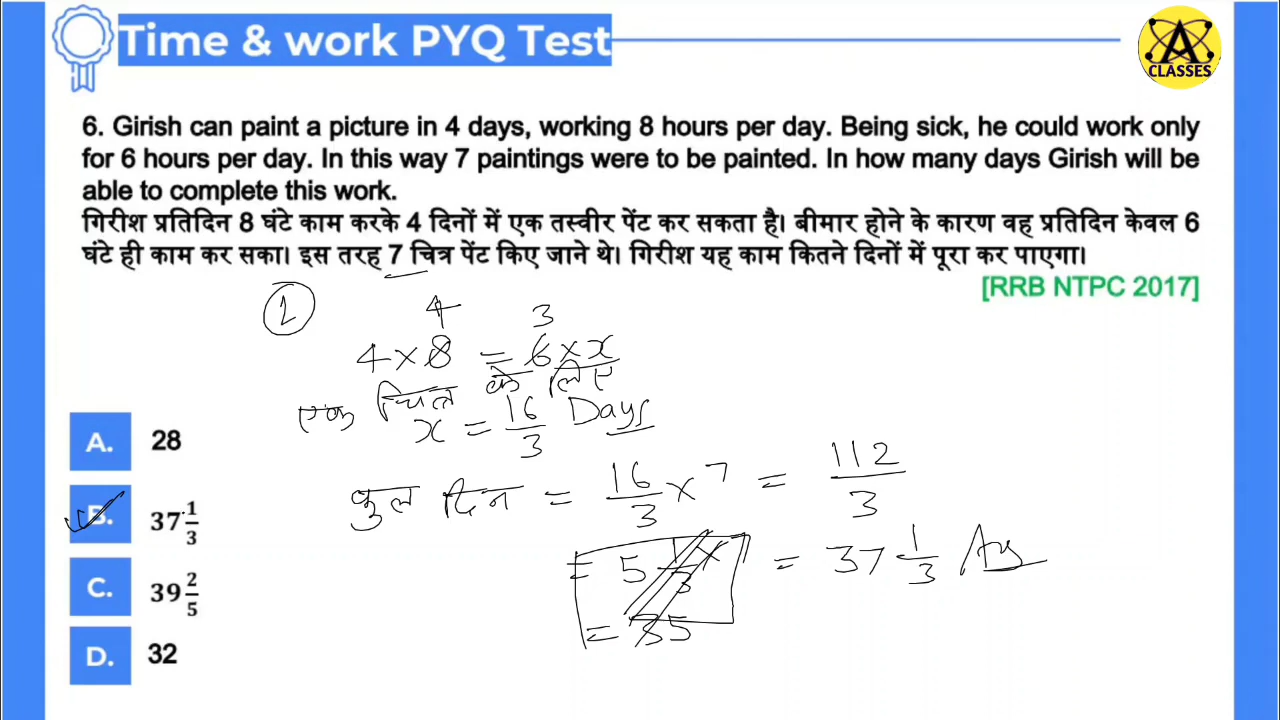 Time & work PYQ Test
A
CLASSES
6. Girish can paint a picture in 4 days, working 8 hours per day. Being sick, he could work only
for 6 hours per day. In this way 7 paintings were to be painted. In how many days Girish will be
able to complete this work.
गिरीश प्रतिदिन 8 घंटे काम करके 4 दिनों में एक तस्वीर पेंट कर सकता है। बीमार होने के कारण वह प्रतिदिन केवल 6
घंटे ही काम कर सका। इस तरह 7 चित्र पेंट किए जाने थे। गिरीश यह काम कितने दिनों में पूरा कर पाएगा।
[RRB NTPC 2017]
4 3
4 × 8 = 6 × x
एक चित्र के लिए
x = 16/3 Days
कुल दिन = 16/3 × 7 = 112/3
= 5 1/3 × 7 = 37 1/3 Ans
= 35
A. 28
B. 37 1/3
C. 39 2/5
D. 32